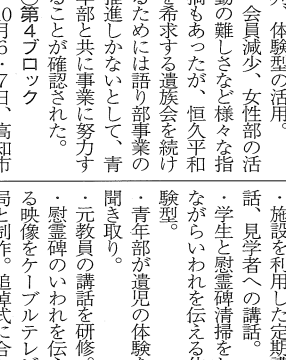 、体験型の活用。
会員減少、女性部の活
動の難しさなど様々な指
摘もあったが、恒久平和
を希求する遺族会を続け
るためには語り部事業の
推進しかないとして、青
年部と共に事業に努力す
ることが確認された。
○第4ブロック
10月6・7日、高知市
・施設を利用した定期
話、見学者への講話。
・学生と慰霊碑清掃を
ながらいわれを伝える
験型。
・青年部が遺児の体験
聞き取り。
・元教員の講話を研修。
・慰霊碑のいわれを伝
る映像をケーブルテレ
局と制作。追悼式に合